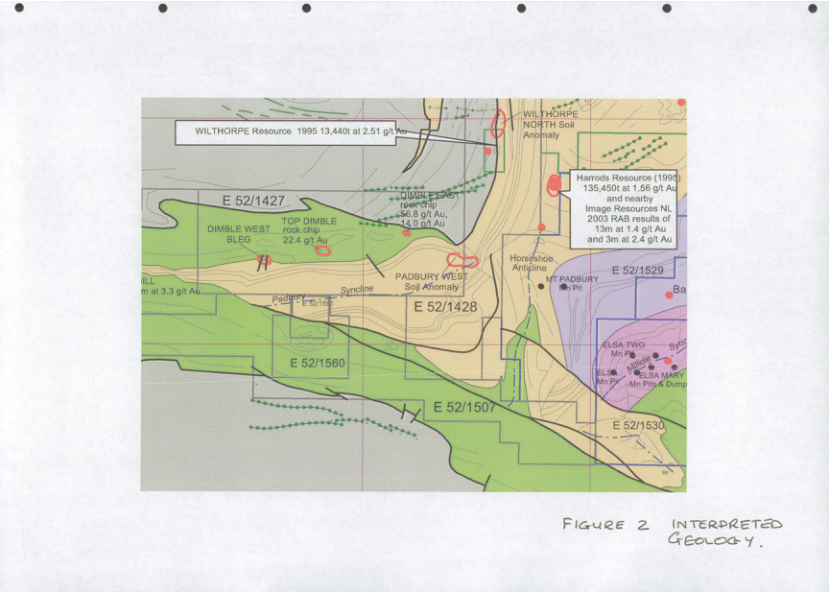 WILTHORPE Resource 1995 13,440t at 2.51 g/t Au
WILTHORPE
NORTH Soil
Anomaly
Harrods Resource (1995)
135,450t at 1.56 g/t Au
and nearby
Image Resources NL
2003 RAB results of
13m at 1.4 g/t Au
and 3m at 2.4 g/t Au
E 52/1427
DIMBLE EAST
rock chip
56.8 g/t Au,
14.0 g/t Au
TOP DIMBLE
rock chip
22.4 g/t Au
DIMBLE WEST
BLEG
Horseshoe
Anticline
E 52/1529
PADBURY WEST
Soil Anomaly
MT PADBURY
Mn Pit
ILL
m at 3.3 g/t Au
Padbury Syncline
E 52/1428
Ba
ELSA TWO
Mn Pit
Millidie Sync
E 52/1560
ELSA
Mn Pit
ELSA MARY
Mn Pits & Dump
E 52/1507
E 52/1530
FIGURE 2 INTERPRETED
GEOLOGY.